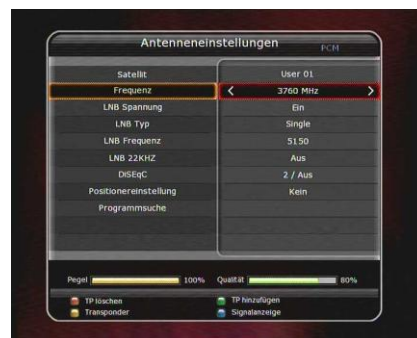 Antenneneinstellungen
PCM
Satellit User 01
Frequenz < 3760 MHz >
LNB Spannung Ein
LNB Typ Single
LNB Frequenz 5150
LNB 22KHZ Aus
DiSEqC 2 / Aus
Positionereinstellung Kein
Programmsuche
Pegel 100% Qualität 80%
TP löschen TP hinzufügen
Transponder Signalanzeige